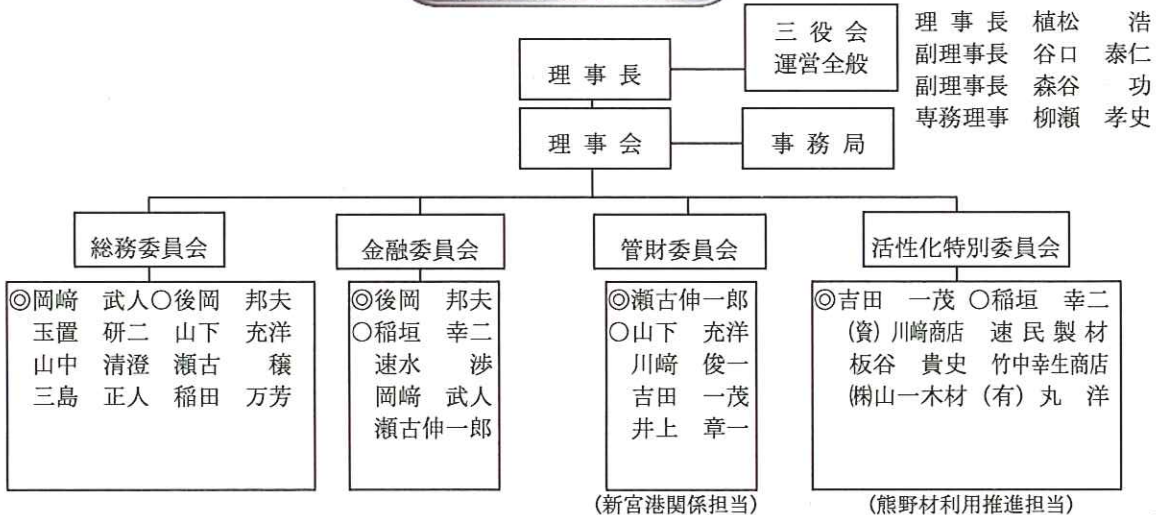 三役会
運営全般
理事長 植松 浩
副理事長 谷口 泰仁
副理事長 森谷 功
専務理事 柳瀬 孝史
理事長
理事会
事務局
総務委員会
◎岡﨑 武人〇後岡 邦夫
玉置 研二 山下 充洋
山中 清澄 瀬古 穣
三島 正人 稲田 万芳
金融委員会
◎後岡 邦夫
〇稲垣 幸二
速水 渉
岡﨑 武人
瀬古伸一郎
管財委員会
◎瀬古伸一郎
〇山下 充洋
川﨑 俊一
吉田 一茂
井上 章一
(新宮港関係担当)
活性化特別委員会
◎吉田 一茂 〇稲垣 幸二
(資) 川﨑商店 速民製材
板谷 貴史 竹中幸生商店
㈱山一木材 (有) 丸洋
(熊野材利用推進担当)